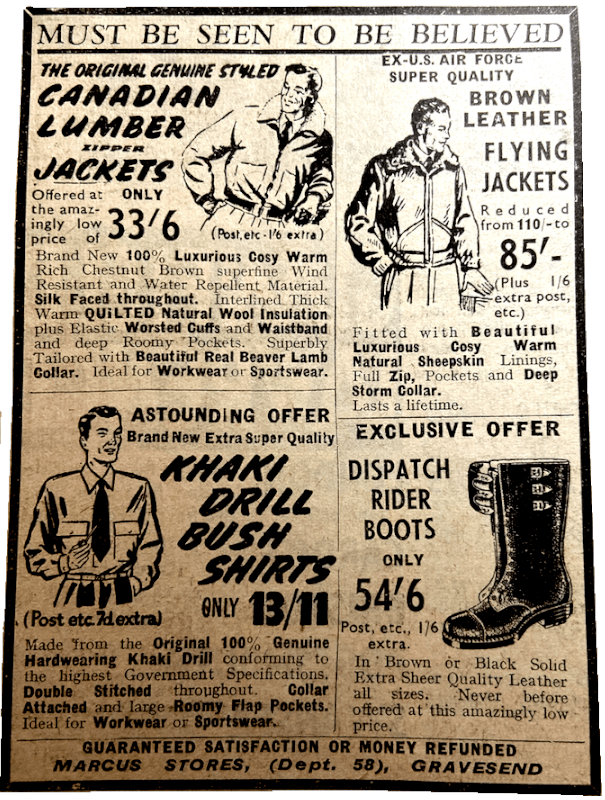 MUST BE SEEN TO BE BELIEVED
THE ORIGINAL GENUINE STYLED
CANADIAN
LUMBER
ZIPPER
JACKETS
Offered at ONLY
the amaz-
ingly low
price of 33/6
(Post, etc - 1/6 extra)
Brand New 100% Luxurious Cosy Warm
Rich Chestnut Brown superfine Wind
Resistant and Water Repellent Material.
Silk Faced throughout. Interlined Thick
Warm QUILTED Natural Wool Insulation
plus Elastic Worsted Cuffs and Waistband
and deep Roomy Pockets. Superbly
Tailored with Beautiful Real Beaver Lamb
Collar. Ideal for Workwear or Sportswear.
EX-U.S. AIR FORCE
SUPER QUALITY
BROWN
LEATHER
FLYING
JACKETS
Reduced
from 110/- to
85'-
(Plus 1/6
extra post,
etc.)
Fitted with Beautiful
Luxurious Cosy Warm
Natural Sheepskin Linings,
Full Zip, Pockets and Deep
Storm Collar.
Lasts a lifetime.
ASTOUNDING OFFER
Brand New Extra Super Quality
KHAKI
DRILL
BUSH
SHIRTS
ONLY 13/11
(Post etc. 7d extra)
Made from the Original 100% Genuine
Hardwearing Khaki Drill conforming to
the highest Government Specifications.
Double Stitched throughout. Collar
Attached and large Roomy Flap Pockets.
Ideal for Workwear or Sportswear.
EXCLUSIVE OFFER
DISPATCH
RIDER
BOOTS
ONLY
54'6
Post, etc., 1/6
extra.
In Brown or Black Solid
Extra Sheer Quality Leather
all sizes. Never before
offered at this amazingly low
price.
GUARANTEED SATISFACTION OR MONEY REFUNDED
MARCUS STORES, (Dept. 58), GRAVESEND